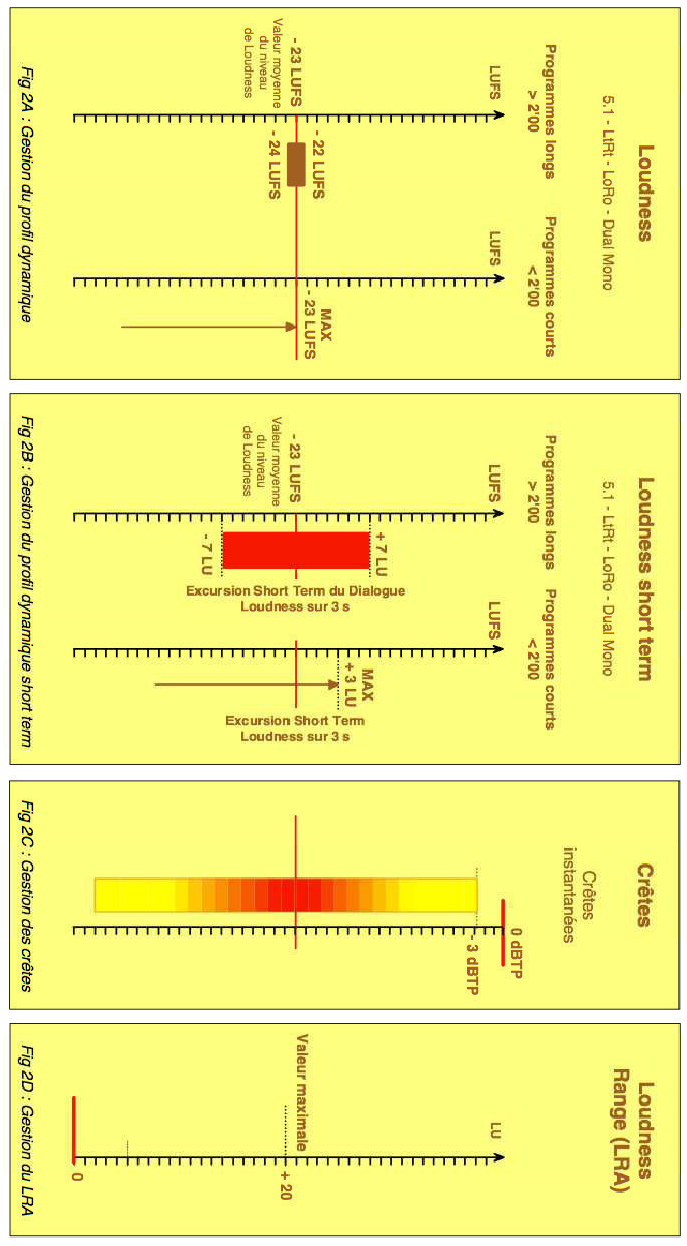 Loudness
5.1 - LtRt - LoRo - Dual Mono
Programmes longs
> 2'00
Programmes courts
< 2'00
LUFS
LUFS
- 23 LUFS
Valeur moyenne
du niveau
de Loudness
- 22 LUFS
- 24 LUFS
MAX
- 23 LUFS
Fig 2A : Gestion du profil dynamique
Loudness short term
5.1 - LtRt - LoRo - Dual Mono
Programmes longs
> 2'00
Programmes courts
< 2'00
LUFS
LUFS
- 23 LUFS
Valeur moyenne
du niveau
de Loudness
+ 7 LU
- 7 LU
Excursion Short Term du Dialogue
Loudness sur 3 s
MAX
+ 3 LU
Excursion Short Term
Loudness sur 3 s
Fig 2B : Gestion du profil dynamique short term
Crêtes
Crêtes
instantanées
0 dBTP
- 3 dBTP
Fig 2C : Gestion des crêtes
Loudness
Range (LRA)
LU
Valeur maximale
+ 20
0
Fig 2D : Gestion du LRA